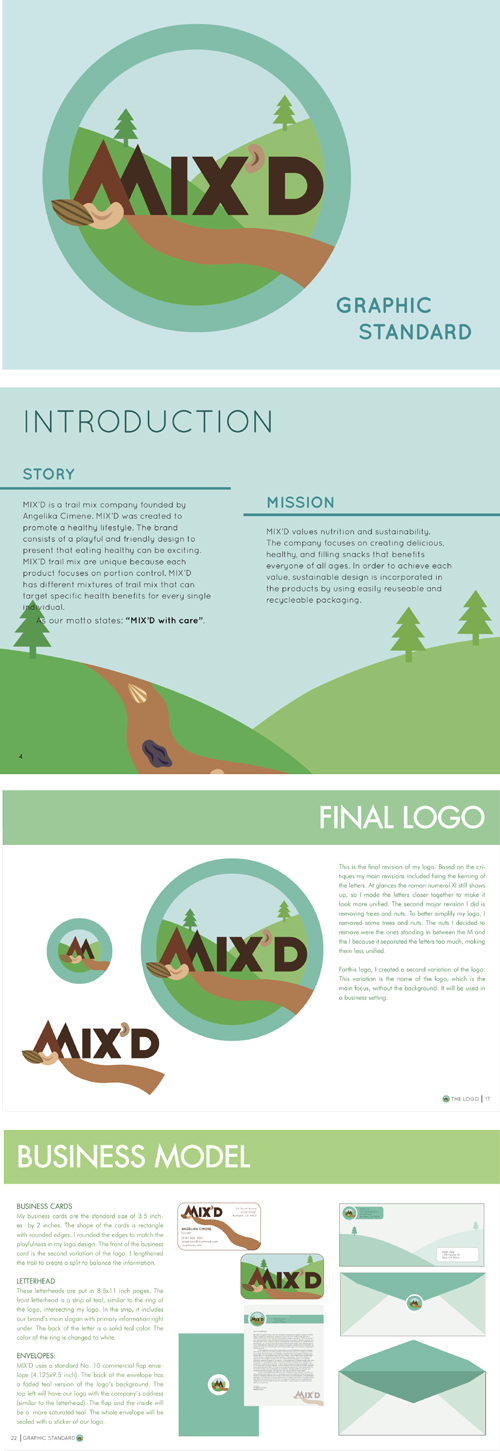 MIX'D
GRAPHIC
STANDARD
INTRODUCTION
STORY
MIX'D is a trail mix company founded by
Angelika Cimene. MIX'D was created to
promote a healthy lifestyle. The brand
consists of a playful and friendly design to
present that eating healthy can be exciting.
MIX'D trail mix are unique because each
product focuses on portion control. MIX'D
has different mixtures of trail mix that can
target specific health benefits for every single
individual.
As our motto states: "MIX'D with care".
MISSION
MIX'D values nutrition and sustainability.
The company focuses on creating delicious,
healthy, and filling snacks that benefits
everyone of all ages. In order to achieve each
value, sustainable design is incorporated in
the products by using easily reuseable and
recycleable packaging.
4
FINAL LOGO
This is the final revision of my logo. Based on the cri-
tiques my main revisions included fixing the kerning of
the letters. At glances the roman numeral XI still shows
up, so I made the letters closer together to make it
look more unified. The second major revision I did is
removing trees and nuts. To better simplify my logo, I
removed some trees and nuts. The nuts I decided to
remove were the ones standing in between the M and
the I because it separated the letters too much, making
them less unified.
Forthis logo, I created a second variation of the logo.
This variation is the name of the logo, which is the
main focus, without the background. It will be used in
a business setting.
M
MIX'D
MIX'D
THE LOGO | 17
BUSINESS MODEL
BUSINESS CARDS
My business cards are the standard size of 3.5 inch-
es by 2 inches. The shape of the cards is rectangle
with rounded edges. I rounded the edges to match the
playfulness in my logo design. The front of the business
card is the second variation of the logo. I lengthened
the trail to create a split to balance the information.
LETTERHEAD
These letterheads are put in 8.5x11 inch pages. The
front letterhead is a strip of teal, similar to the ring of
the logo, intersecting my logo. In the strip, it includes
our brand's main slogan with primary information right
under. The back of the letter is a solid teal color. The
color of the ring is changed to white.
ENVELOPES:
MIX'D uses a standard No. 10 commercial flap enve-
lope (4.125x9.5 inch). The back of the envelope has
a faded teal version of the logo's background. The
top left will have our logo with the company's address
(similar to the letterhead). The flap and the inside will
be a more saturated teal. The whole envelope will be
sealed with a sticker of our logo.
MIX'D
ANGELIKA CIMENE
MIX'D
MIX'D
22 | GRAPHIC STANDARD